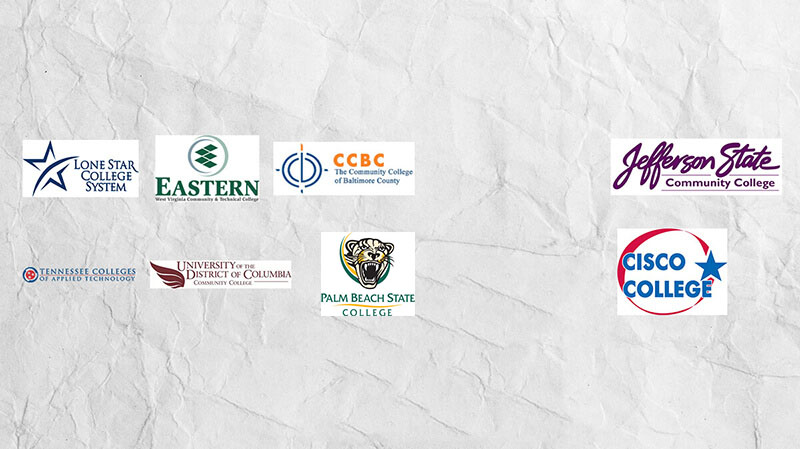 LONE STAR
COLLEGE
SYSTEM
EASTERN
West Virginia Community & Technical College
CCBC
The Community College
of Baltimore County
Jefferson State
Community College
TENNESSEE COLLEGES
OF APPLIED TECHNOLOGY
UNIVERSITY OF THE
DISTRICT OF COLUMBIA
COMMUNITY COLLEGE
PALM BEACH STATE
COLLEGE
CISCO
COLLEGE